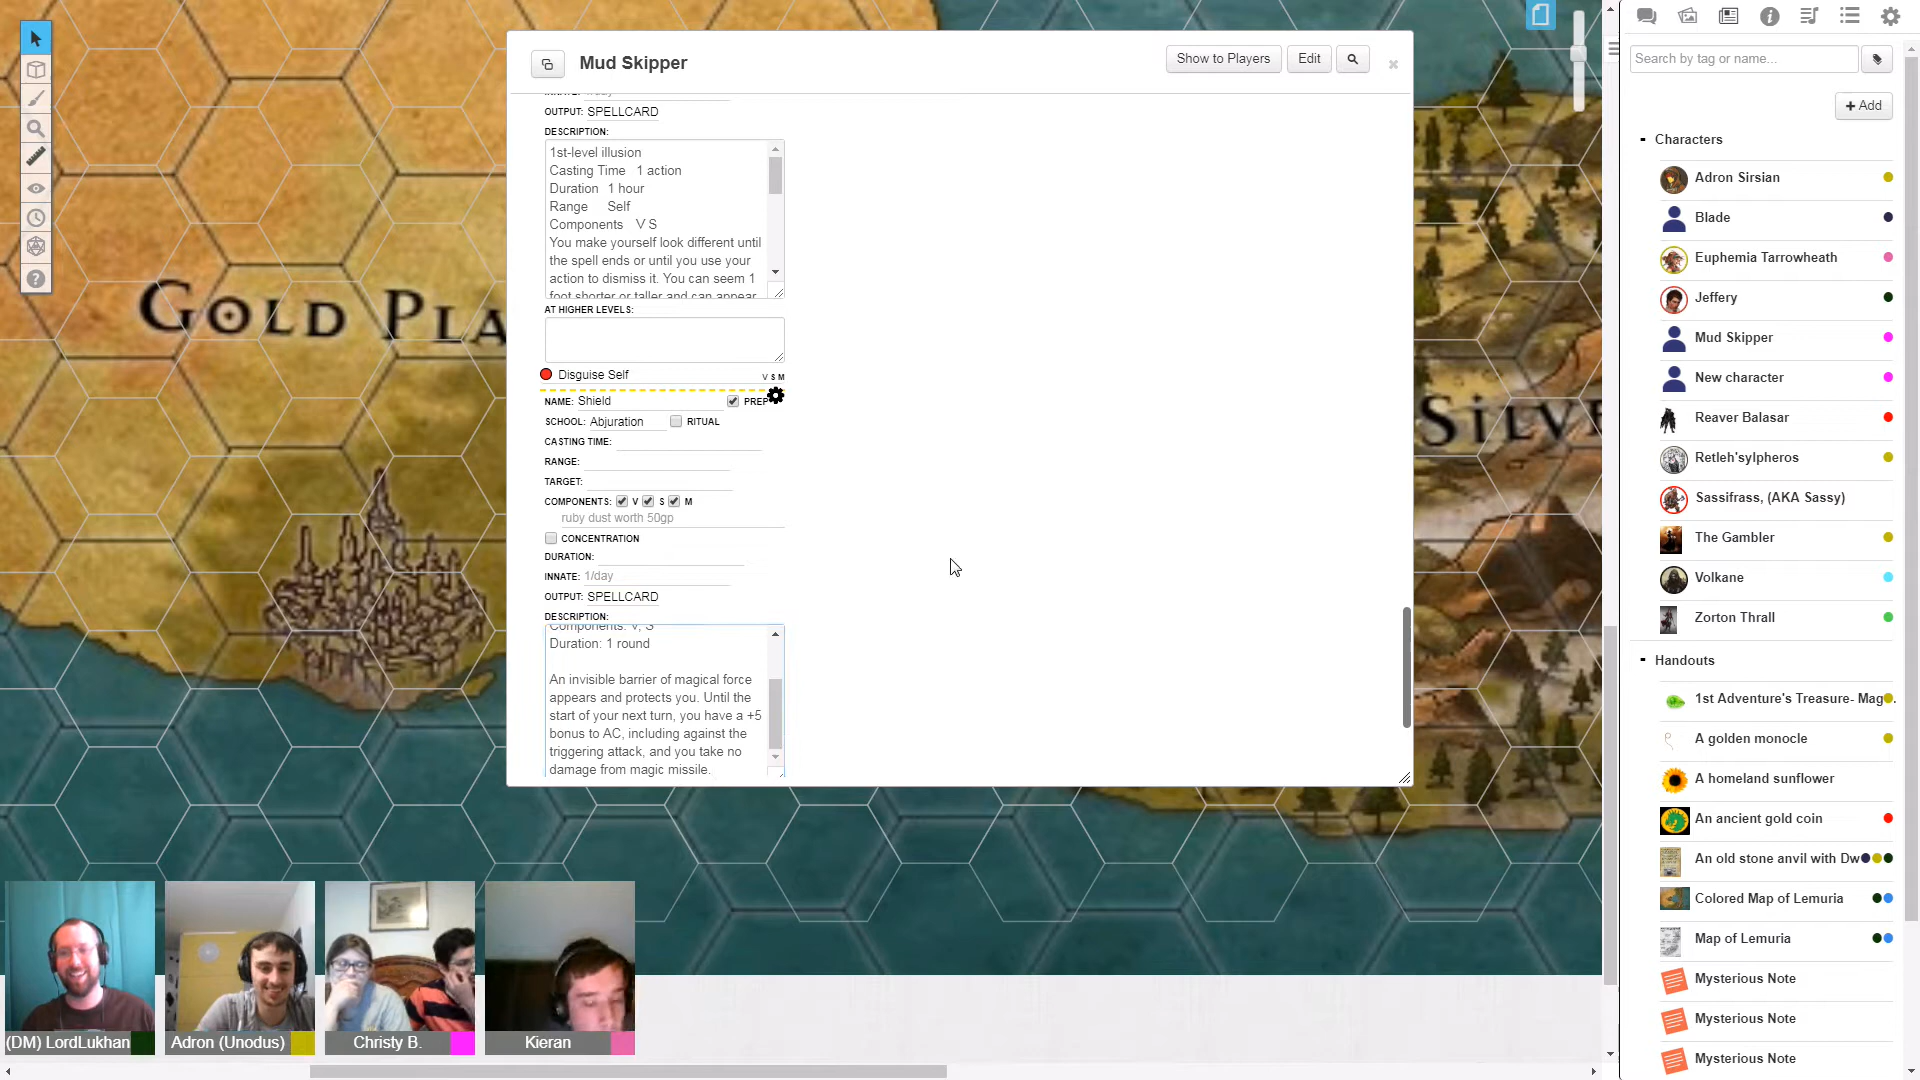 Mud Skipper
Show to Players
Edit
OUTPUT: SPELLCARD
DESCRIPTION:
1st-level illusion
Casting Time 1 action
Duration 1 hour
Range Self
Components V S
You make yourself look different until
the spell ends or until you use your
action to dismiss it. You can seem 1
foot shorter or taller and can appear
AT HIGHER LEVELS:
Disguise Self
V S M
NAME: Shield
PREP
SCHOOL: Abjuration
RITUAL
CASTING TIME:
RANGE:
TARGET:
COMPONENTS: V S M
ruby dust worth 50gp
CONCENTRATION
DURATION:
INNATE: 1/day
OUTPUT: SPELLCARD
DESCRIPTION:
Components: V, S
Duration: 1 round
An invisible barrier of magical force
appears and protects you. Until the
start of your next turn, you have a +5
bonus to AC, including against the
triggering attack, and you take no
damage from magic missile.
GOLD PLA
SILV
(DM) LordLukhan
Adron (Unodus)
Christy B.
Kieran
Search by tag or name...
+ Add
Characters
Adron Sirsian
Blade
Euphemia Tarrowheath
Jeffery
Mud Skipper
New character
Reaver Balasar
Retleh'sylpheros
Sassifrass, (AKA Sassy)
The Gambler
Volkane
Zorton Thrall
Handouts
1st Adventure's Treasure- Mag
A golden monocle
A homeland sunflower
An ancient gold coin
An old stone anvil with Dw
Colored Map of Lemuria
Map of Lemuria
Mysterious Note
Mysterious Note
Mysterious Note